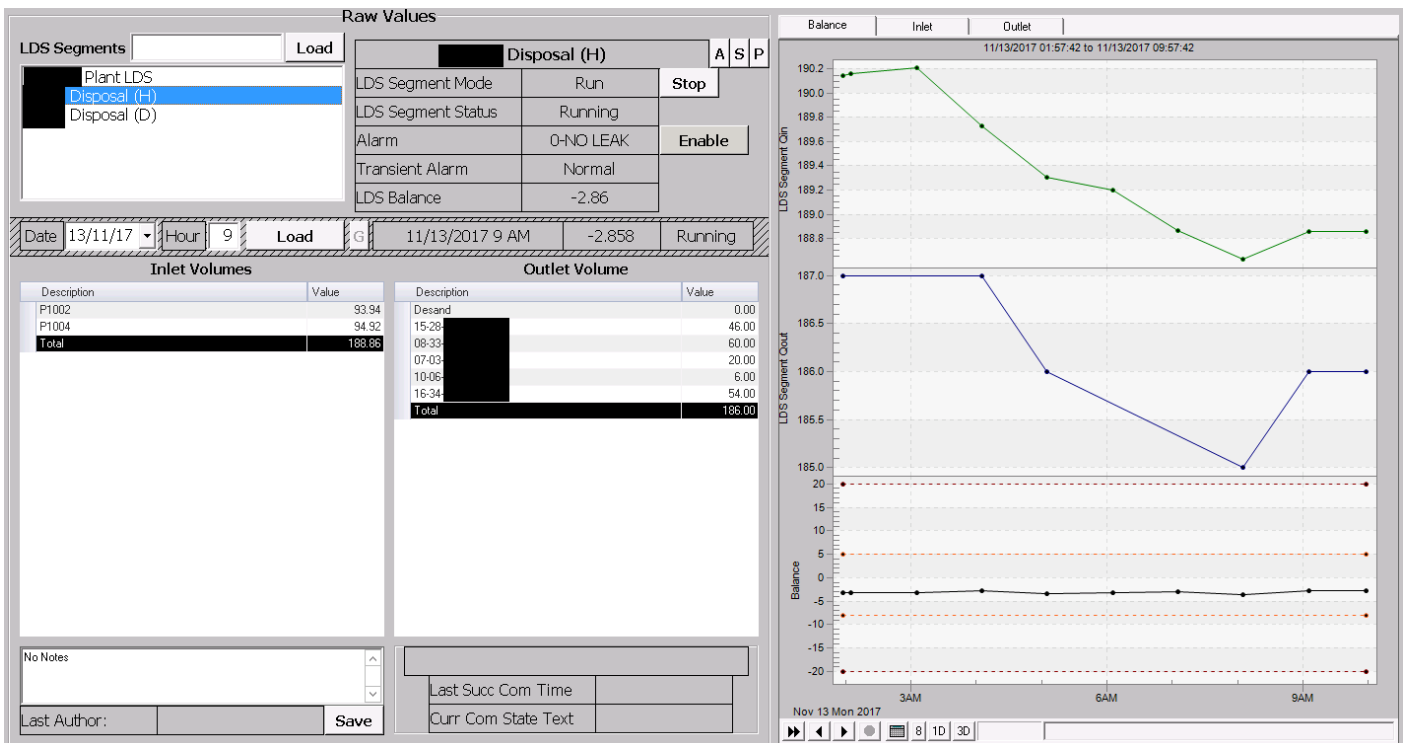 Raw Values
LDS Segments Load
Plant LDS
Disposal (H)
Disposal (D)
Disposal (H) A S P
LDS Segment Mode Run Stop
LDS Segment Status Running
Alarm 0-NO LEAK Enable
Transient Alarm Normal
LDS Balance -2.86
Date 13/11/17 Hour 9 Load G 11/13/2017 9 AM -2.858 Running
Inlet Volumes
Description Value
P1002 93.94
P1004 94.92
Total 188.86
Outlet Volume
Description Value
Desand 0.00
15-28- 46.00
08-33- 60.00
07-03- 20.00
10-06- 6.00
16-34- 54.00
Total 186.00
No Notes
Last Author: Save
Last Succ Com Time
Curr Com State Text
Balance Inlet Outlet
11/13/2017 01:57:42 to 11/13/2017 09:57:42
LDS Segment Qin
190.2
190.0
189.8
189.6
189.4
189.2
189.0
188.8
LDS Segment Qout
187.0
186.5
186.0
185.5
185.0
Balance
20
15
10
5
0
-5
-10
-15
-20
3AM 6AM 9AM
Nov 13 Mon 2017
8 1D 3D